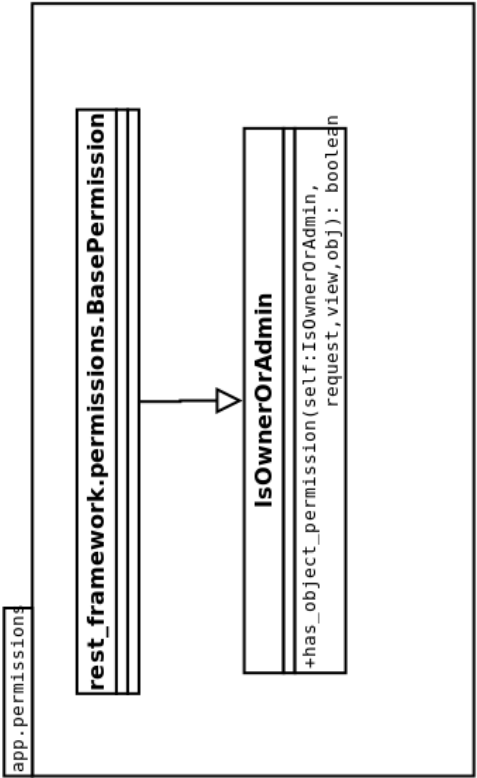 app.permissions
rest_framework.permissions.BasePermission
IsOwnerOrAdmin
+has_object_permission(self:IsOwnerOrAdmin,
request,view,obj): boolean